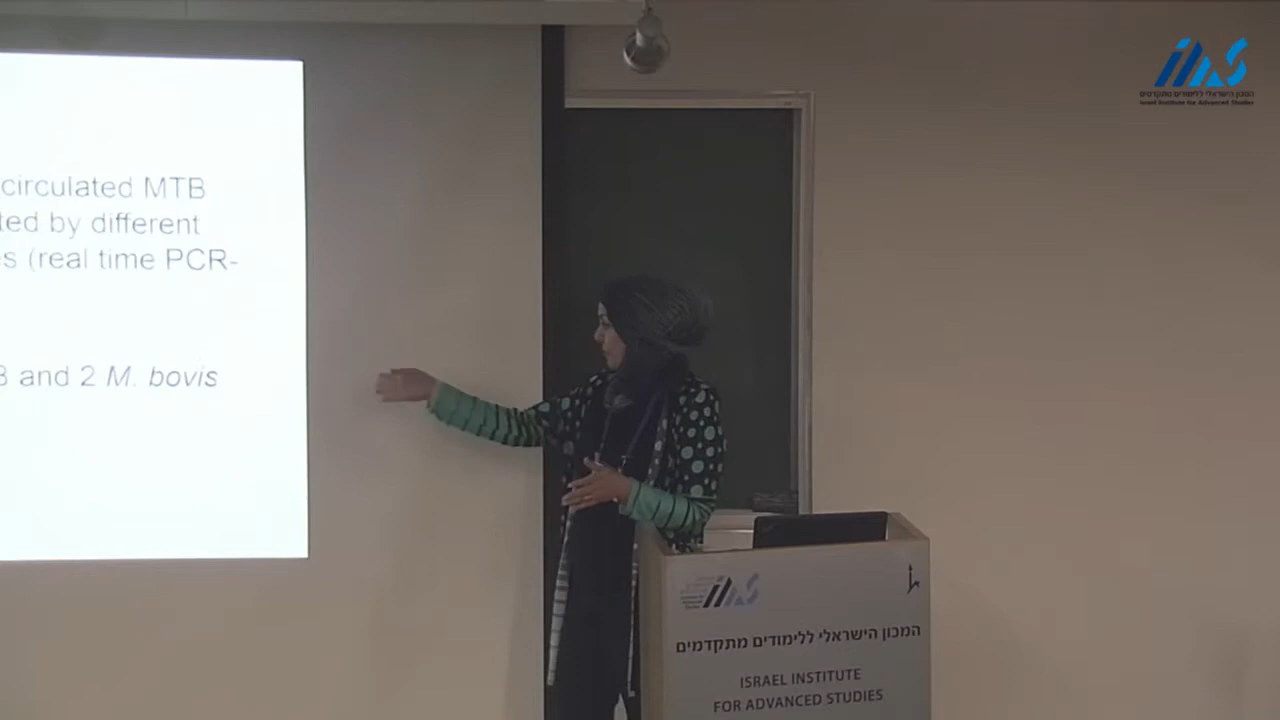 circulated MTB
ted by different
s (real time PCR-
3 and 2 M. bovis
המכון הישראלי ללימודים מתקדמים
Israel Institute for Advanced Studies
המכון הישראלי ללימודים מתקדמים
ISRAEL INSTITUTE
FOR ADVANCED STUDIES